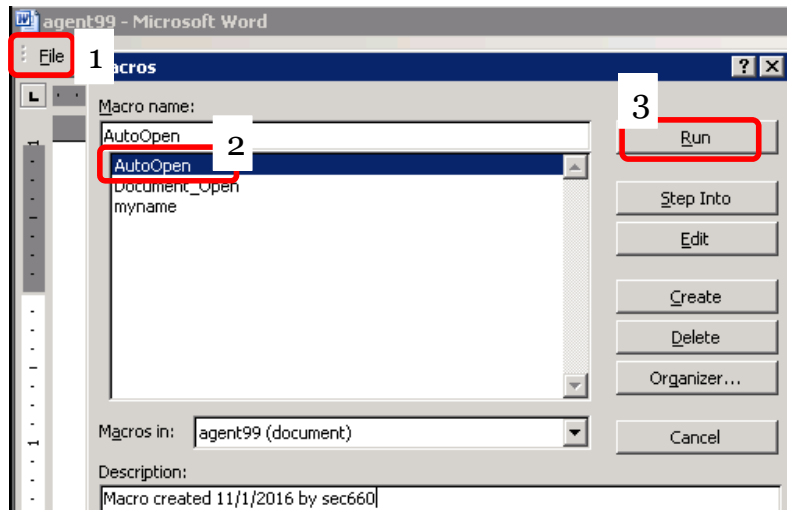 agent99 - Microsoft Word
File
1
acros
Macro name:
3
AutoOpen
2
Run
AutoOpen
Document_Open
myname
Step Into
Edit
Create
Delete
Organizer...
Macros in: agent99 (document)
Cancel
Description:
Macro created 11/1/2016 by sec660